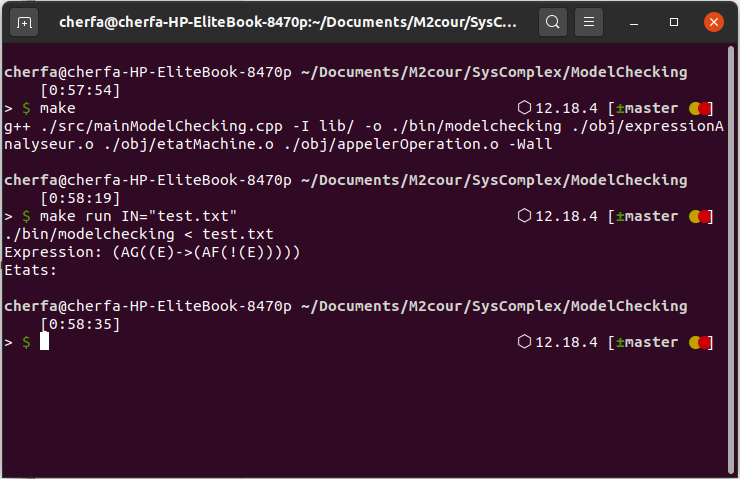 cherfa@cherfa-HP-EliteBook-8470p:~/Documents/M2cour/SysC...
cherfa@cherfa-HP-EliteBook-8470p ~/Documents/M2cour/SysComplex/ModelChecking
[0:57:54]
> $ make 12.18.4 [±master ]
g++ ./src/mainModelChecking.cpp -I lib/ -o ./bin/modelchecking ./obj/expressionA
nalyseur.o ./obj/etatMachine.o ./obj/appelerOperation.o -Wall
cherfa@cherfa-HP-EliteBook-8470p ~/Documents/M2cour/SysComplex/ModelChecking
[0:58:19]
> $ make run IN="test.txt" 12.18.4 [±master ]
./bin/modelchecking < test.txt
Expression: (AG((E)->(AF(!(E)))))
Etats:
cherfa@cherfa-HP-EliteBook-8470p ~/Documents/M2cour/SysComplex/ModelChecking
[0:58:35]
> $ 12.18.4 [±master ]